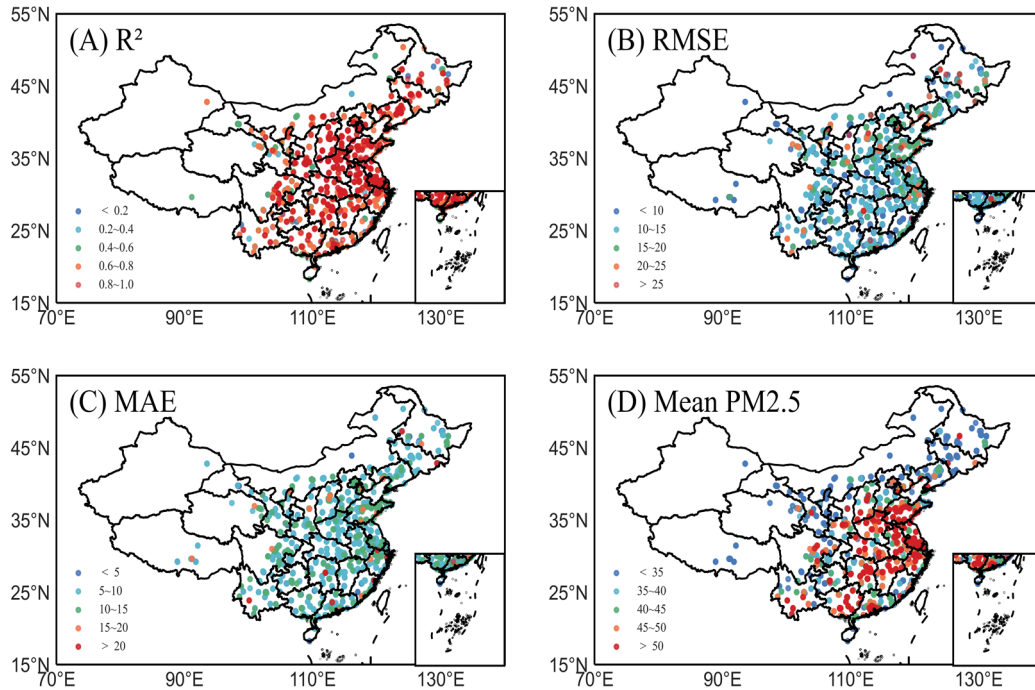 (A) R²
55°N
45°N
35°N
25°N
15°N
70°E
90°E
110°E
130°E
< 0.2
0.2~0.4
0.4~0.6
0.6~0.8
0.8~1.0
(B) RMSE
55°N
45°N
35°N
25°N
15°N
70°E
90°E
110°E
130°E
< 10
10~15
15~20
20~25
> 25
(C) MAE
55°N
45°N
35°N
25°N
15°N
70°E
90°E
110°E
130°E
< 5
5~10
10~15
15~20
> 20
(D) Mean PM2.5
55°N
45°N
35°N
25°N
15°N
70°E
90°E
110°E
130°E
< 35
35~40
40~45
45~50
> 50